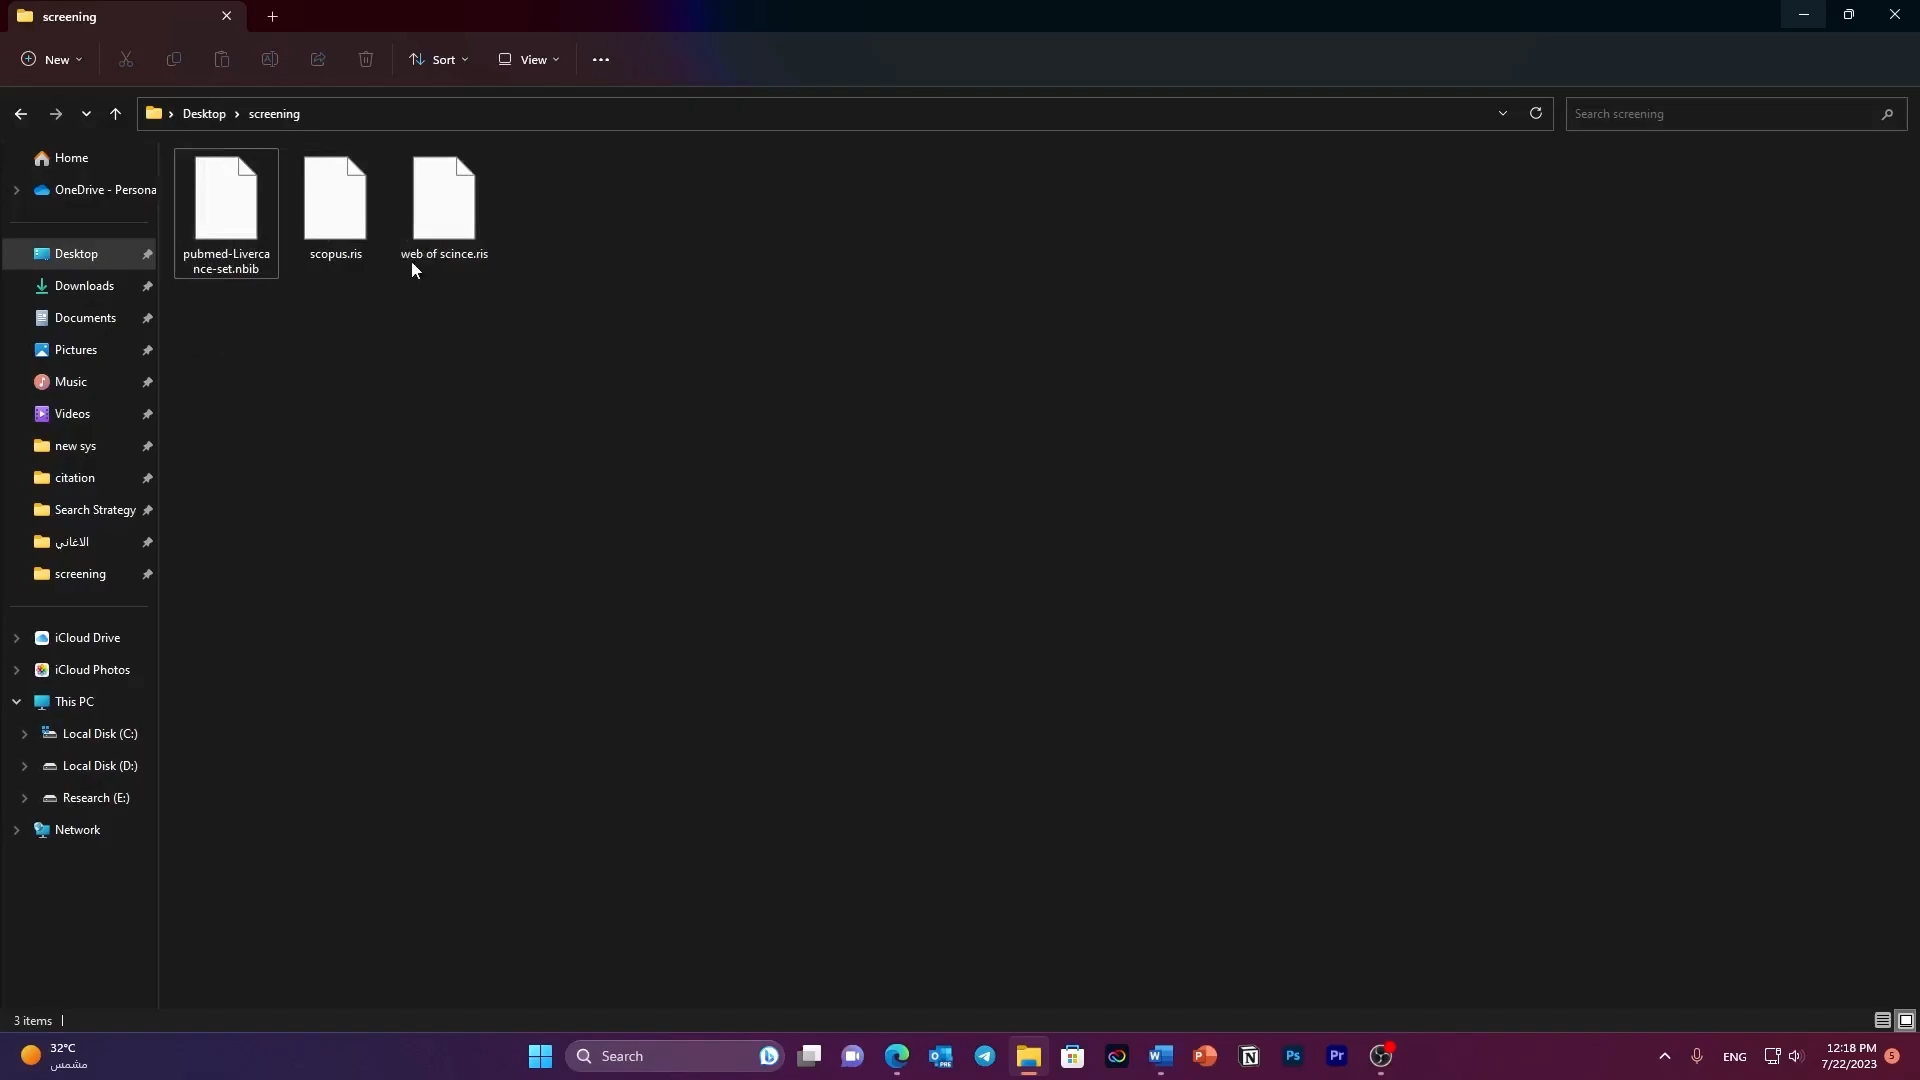 screening
New
Sort
View
Desktop
screening
Search screening
Home
OneDrive - Persona
Desktop
Downloads
Documents
Pictures
Music
Videos
new sys
citation
Search Strategy
الاغاني
screening
iCloud Drive
iCloud Photos
This PC
Local Disk (C:)
Local Disk (D:)
Research (E:)
Network
pubmed-Liverca
nce-set.nbib
scopus.ris
web of scince.ris
3 items
32°C
مشمس
Search
ENG
12:18 PM
7/22/2023
5